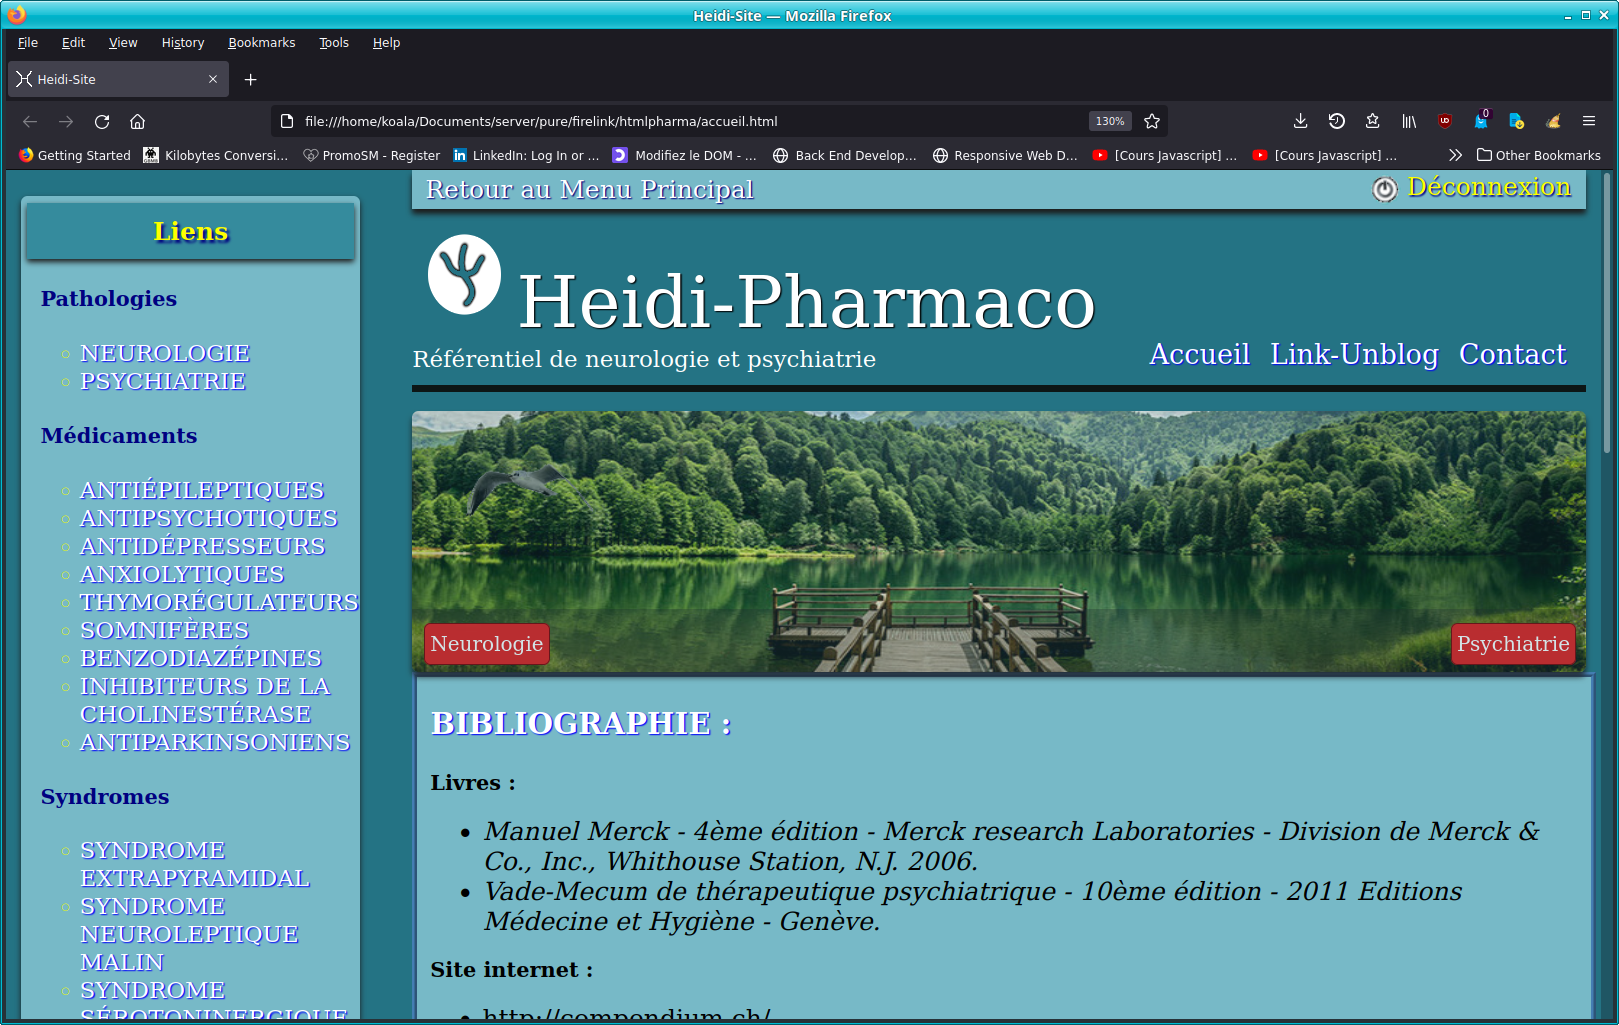 Heidi-Site — Mozilla Firefox
File Edit View History Bookmarks Tools Help
Heidi-Site
file:///home/koala/Documents/server/pure/firelink/htmlpharma/accueil.html
130%
0
Getting Started
Kilobytes Conversi...
PromoSM - Register
LinkedIn: Log In or ...
Modifiez le DOM - ...
Back End Develop...
Responsive Web D...
[Cours Javascript] ...
[Cours Javascript] ...
Other Bookmarks
Liens
Pathologies
NEUROLOGIE
PSYCHIATRIE
Médicaments
ANTIÉPILEPTIQUES
ANTIPSYCHOTIQUES
ANTIDÉPRESSEURS
ANXIOLYTIQUES
THYMORÉGULATEURS
SOMNIFÈRES
BENZODIAZÉPINES
INHIBITEURS DE LA
CHOLINESTÉRASE
ANTIPARKINSONIENS
Syndromes
SYNDROME
EXTRAPYRAMIDAL
SYNDROME
NEUROLEPTIQUE
MALIN
SYNDROME
SÉROTONINERGIQUE
Retour au Menu Principal
Déconnexion
Heidi-Pharmaco
Référentiel de neurologie et psychiatrie
Accueil Link-Unblog Contact
Neurologie
Psychiatrie
BIBLIOGRAPHIE :
Livres :
Manuel Merck - 4ème édition - Merck research Laboratories - Division de Merck &
Co., Inc., Whithouse Station, N.J. 2006.
Vade-Mecum de thérapeutique psychiatrique - 10ème édition - 2011 Editions
Médecine et Hygiène - Genève.
Site internet :
http://compendium.ch/